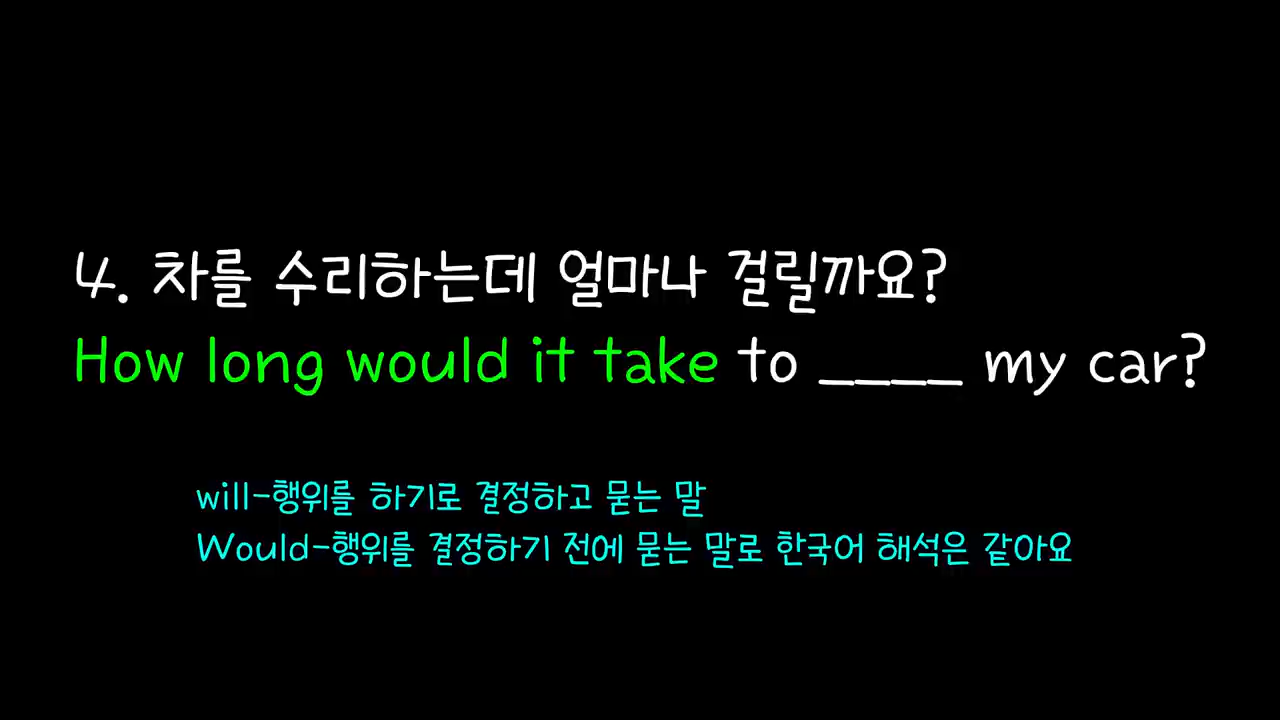 4. 차를 수리하는데 얼마나 걸릴까요?
How long would it take to ____ my car?
will-행위를 하기로 결정하고 묻는 말
Would-행위를 결정하기 전에 묻는 말로 한국어 해석은 같아요